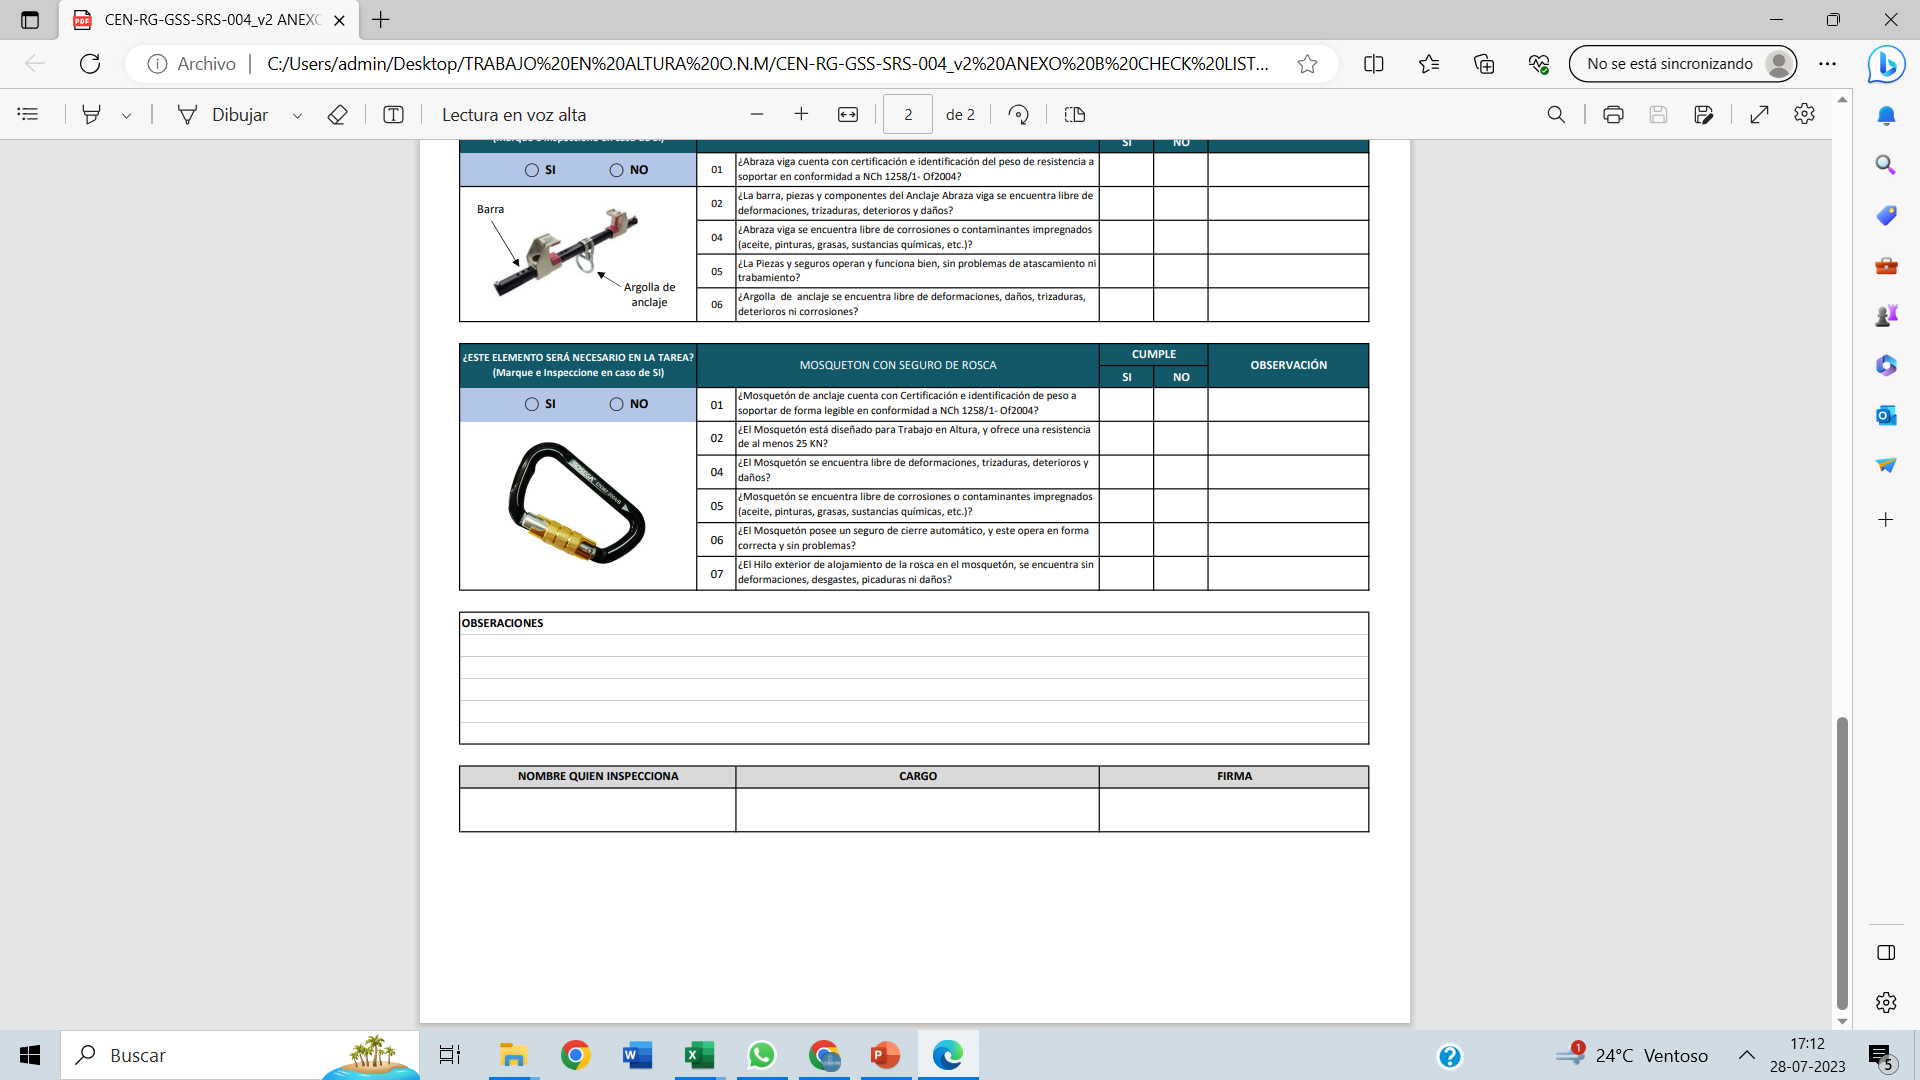 CEN-RG-GSS-SRS-004_v2 ANEXO
Archivo
C:/Users/admin/Desktop/TRABAJO%20EN%20ALTURA%20O.N.M/CEN-RG-GSS-SRS-004_v2%20ANEXO%20B%20CHECK%20LIST...
No se está sincronizando
Dibujar
Lectura en voz alta
2
de 2
(Marque e Inspeccione en caso de SI)
SI NO
SI NO
01 ¿Abraza viga cuenta con certificación e identificación del peso de resistencia a
soportar en conformidad a NCh 1258/1- Of2004?
02 ¿La barra, piezas y componentes del Anclaje Abraza viga se encuentra libre de
deformaciones, trizaduras, deterioros y daños?
04 ¿Abraza viga se encuentra libre de corrosiones o contaminantes impregnados
(aceite, pinturas, grasas, sustancias químicas, etc.)?
05 ¿La Piezas y seguros operan y funciona bien, sin problemas de atascamiento ni
trabamiento?
06 ¿Argolla de anclaje se encuentra libre de deformaciones, daños, trizaduras,
deterioros ni corrosiones?
Barra
Argolla de
anclaje
¿ESTE ELEMENTO SERÁ NECESARIO EN LA TAREA?
(Marque e Inspeccione en caso de SI)
MOSQUETON CON SEGURO DE ROSCA
CUMPLE
SI NO
OBSERVACIÓN
SI NO
01 ¿Mosquetón de anclaje cuenta con Certificación e identificación de peso a
soportar de forma legible en conformidad a NCh 1258/1- Of2004?
02 ¿El Mosquetón está diseñado para Trabajo en Altura, y ofrece una resistencia
de al menos 25 KN?
04 ¿El Mosquetón se encuentra libre de deformaciones, trizaduras, deterioros y
daños?
05 ¿Mosquetón se encuentra libre de corrosiones o contaminantes impregnados
(aceite, pinturas, grasas, sustancias químicas, etc.)?
06 ¿El Mosquetón posee un seguro de cierre automático, y este opera en forma
correcta y sin problemas?
07 ¿El Hilo exterior de alojamiento de la rosca en el mosquetón, se encuentra sin
deformaciones, desgastes, picaduras ni daños?
OBSERACIONES
NOMBRE QUIEN INSPECCIONA CARGO FIRMA
Buscar
1
24°C Ventoso
17:12
28-07-2023
5